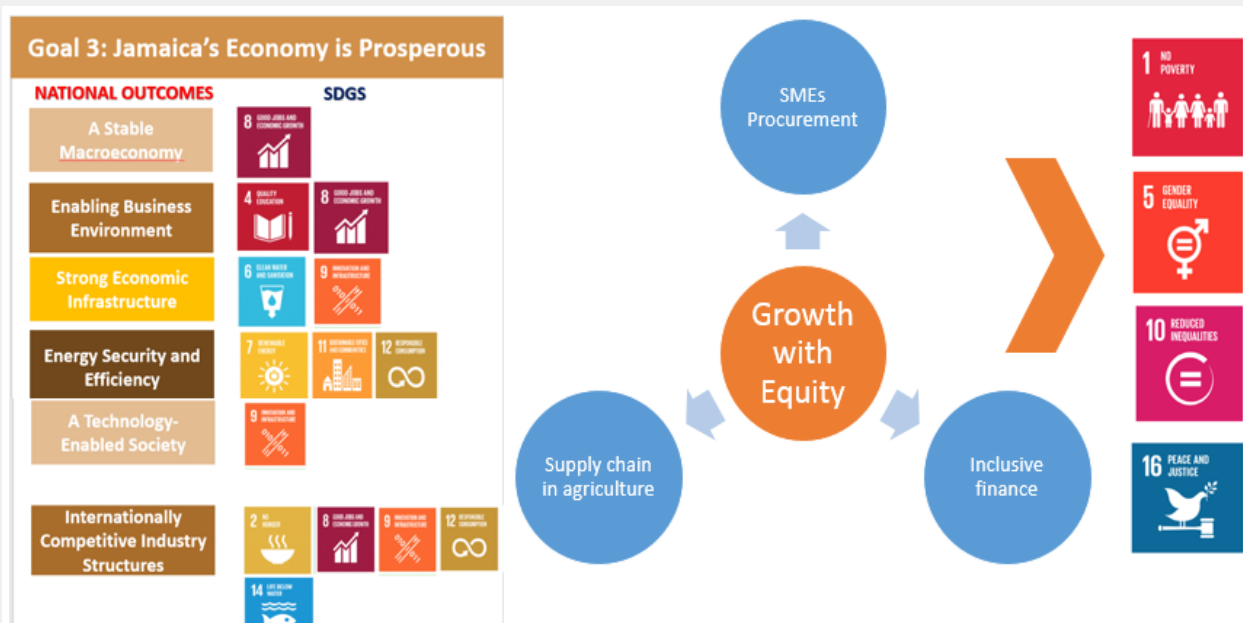 Goal 3: Jamaica's Economy is Prosperous
NATIONAL OUTCOMES
SDGS
A Stable
Macroeconomy
8 GOOD JOBS AND
ECONOMIC GROWTH
Enabling Business
Environment
4 QUALITY
EDUCATION
8 GOOD JOBS AND
ECONOMIC GROWTH
Strong Economic
Infrastructure
6 CLEAN WATER
AND SANITATION
9 INNOVATION AND
INFRASTRUCTURE
Energy Security and
Efficiency
7 RENEWABLE
ENERGY
11 SUSTAINABLE CITIES
AND COMMUNITIES
12 RESPONSIBLE
CONSUMPTION
A Technology-
Enabled Society
9 INNOVATION AND
INFRASTRUCTURE
Internationally
Competitive Industry
Structures
2 NO
HUNGER
8 GOOD JOBS AND
ECONOMIC GROWTH
9 INNOVATION AND
INFRASTRUCTURE
12 RESPONSIBLE
CONSUMPTION
14 LIFE BELOW
WATER
SMEs
Procurement
Growth
with
Equity
Supply chain
in agriculture
Inclusive
finance
1 NO
POVERTY
5 GENDER
EQUALITY
10 REDUCED
INEQUALITIES
16 PEACE AND
JUSTICE